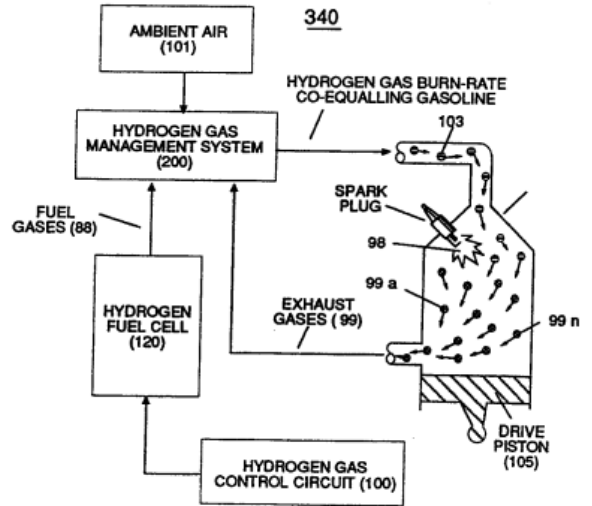 340
AMBIENT AIR
(101)
HYDROGEN GAS BURN-RATE
CO-EQUALLING GASOLINE
103
HYDROGEN GAS
MANAGEMENT SYSTEM
(200)
SPARK
PLUG
98
FUEL
GASES (88)
99 a
HYDROGEN
FUEL CELL
(120)
EXHAUST
GASES ( 99)
99 n
DRIVE
PISTON
(105)
HYDROGEN GAS
CONTROL CIRCUIT (100)